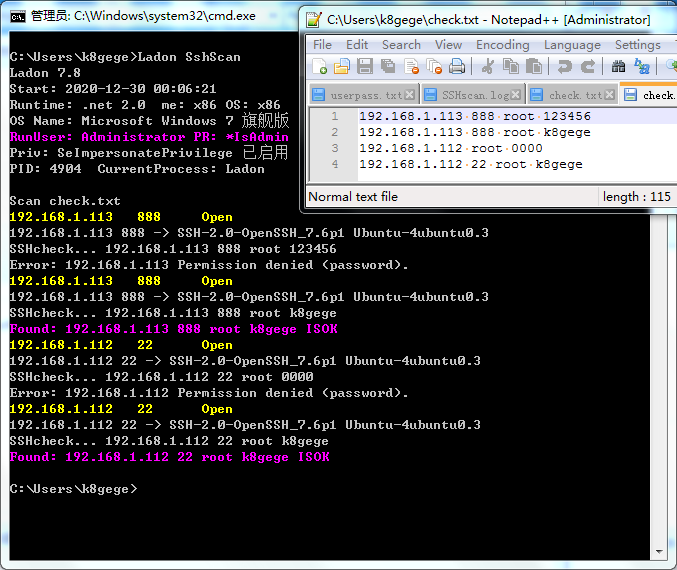 管理员: C:\Windows\system32\cmd.exe
C:\Users\k8gege>Ladon SshScan
Ladon 7.8
Start: 2020-12-30 00:06:21
Runtime: .net 2.0  me: x86 OS: x86
OS Name: Microsoft Windows 7 旗舰版
RunUser: Administrator PR: *IsAdmin
Priv: SeImpersonatePrivilege 已启用
PID: 4904  CurrentProcess: Ladon
Scan check.txt
192.168.1.113   888     Open
192.168.1.113 888 -> SSH-2.0-OpenSSH_7.6p1 Ubuntu-4ubuntu0.3
SSHcheck... 192.168.1.113 888 root 123456
Error: 192.168.1.113 Permission denied (password).
192.168.1.113   888     Open
192.168.1.113 888 -> SSH-2.0-OpenSSH_7.6p1 Ubuntu-4ubuntu0.3
SSHcheck... 192.168.1.113 888 root k8gege
Found: 192.168.1.113 888 root k8gege ISOK
192.168.1.112   22      Open
192.168.1.112 22 -> SSH-2.0-OpenSSH_7.6p1 Ubuntu-4ubuntu0.3
SSHcheck... 192.168.1.112 22 root 0000
Error: 192.168.1.112 Permission denied (password).
192.168.1.112   22      Open
192.168.1.112 22 -> SSH-2.0-OpenSSH_7.6p1 Ubuntu-4ubuntu0.3
SSHcheck... 192.168.1.112 22 root k8gege
Found: 192.168.1.112 22 root k8gege ISOK
C:\Users\k8gege>
C:\Users\k8gege\check.txt - Notepad++ [Administrator]
File Edit Search View Encoding Language Settings
userpass.txt SSHscan.log check.txt check.
1 192.168.1.113 888 root 123456
2 192.168.1.113 888 root k8gege
3 192.168.1.112 root 0000
4 192.168.1.112 22 root k8gege
Normal text file length : 115